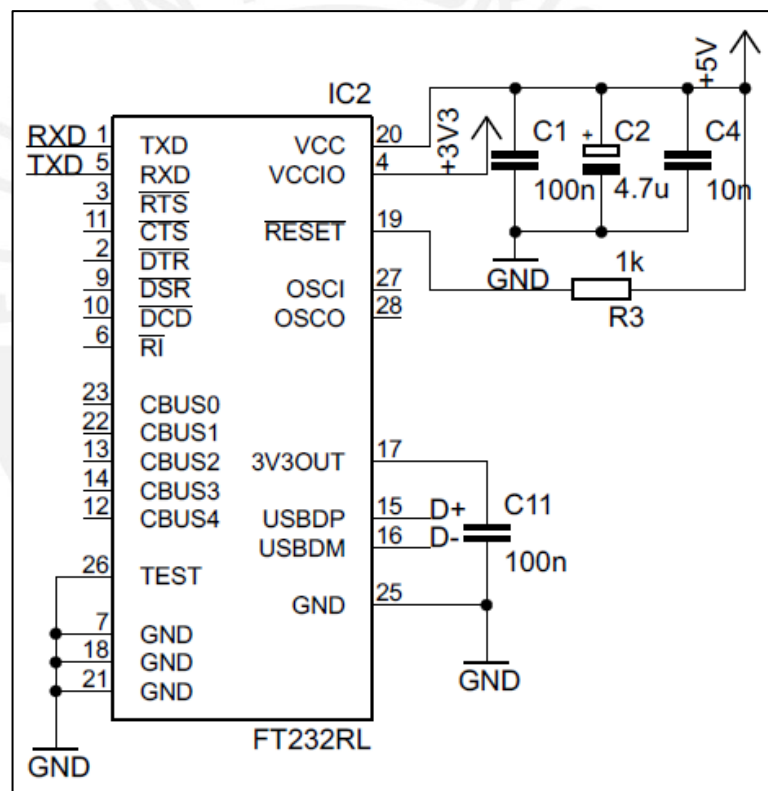 IC2
+5V
RXD 1 TXD VCC 20
TXD 5 RXD VCCIO 4 +3V3
3 RTS
11 CTS RESET 19
2 DTR
9 DSR OSCI 27
10 DCD OSCO 28
6 RI
C1 C2 C4
+
100n 4.7u 10n
GND
1k
R3
23 CBUS0
22 CBUS1
13 CBUS2 3V3OUT 17
14 CBUS3
12 CBUS4 USBDP 15 D+
USBDM 16 D-
C11
100n
26 TEST
GND 25
7 GND
18 GND
21 GND
GND
FT232RL
GND